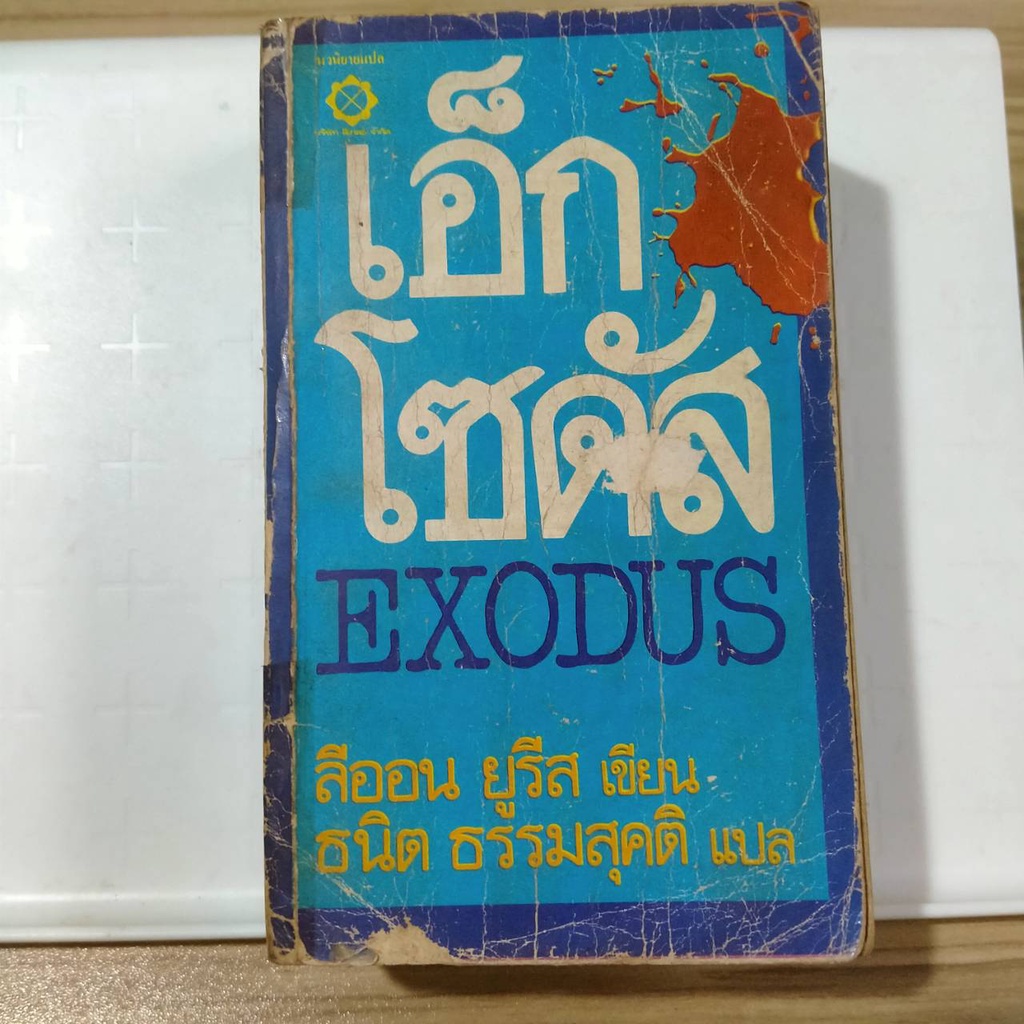 นวนิยายแปล
เอ็ก
โซดัส
EXODUS
ลีออน ยูรีส เขียน
ธนิต ธรรมสุคติ แปล